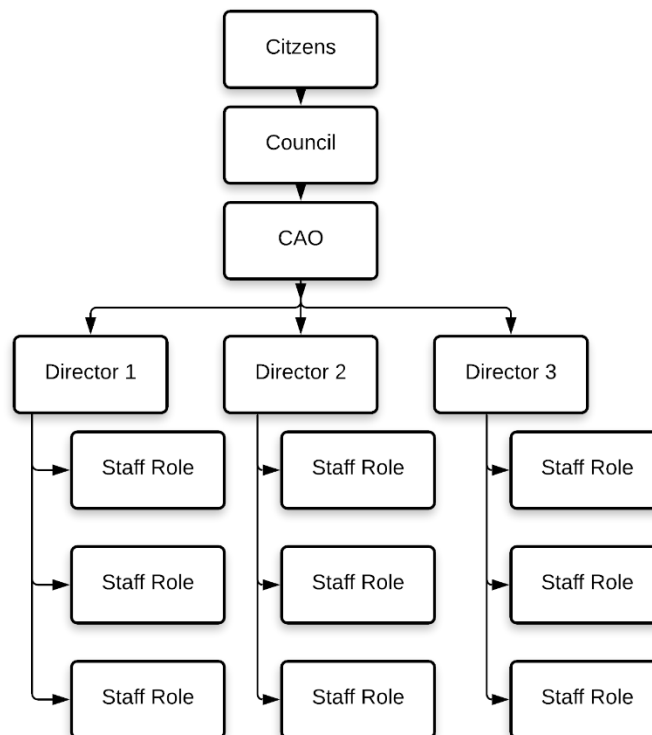 Citzens
Council
CAO
Director 1
Director 2
Director 3
Staff Role
Staff Role
Staff Role
Staff Role
Staff Role
Staff Role
Staff Role
Staff Role
Staff Role